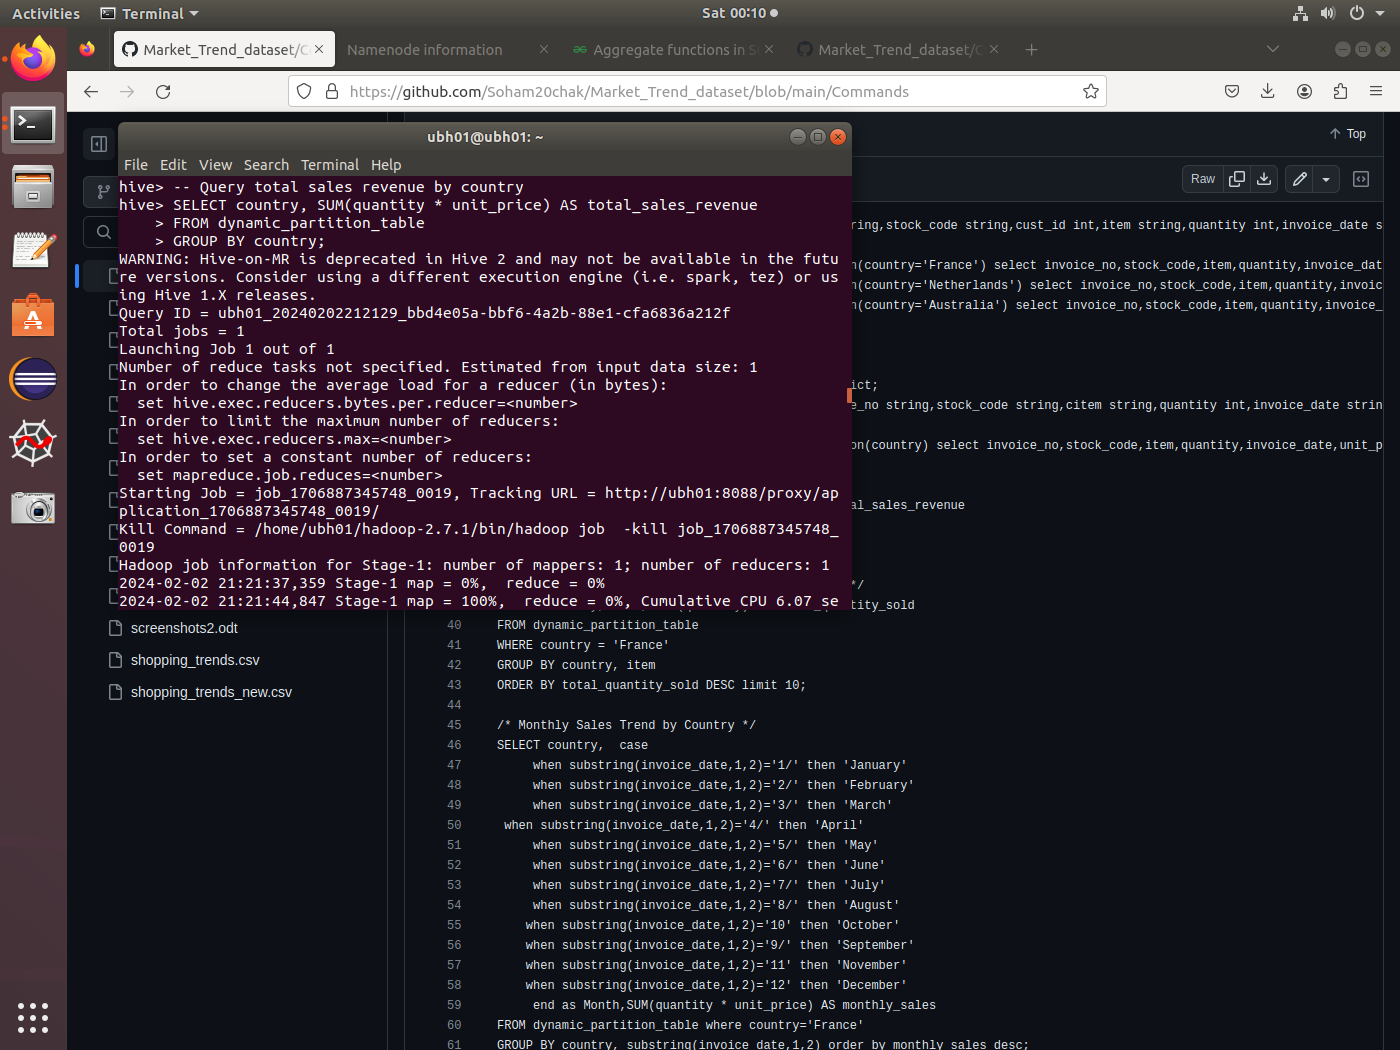 Activities
Terminal
Sat 00:10
Market_Trend_dataset/C
Namenode information
Aggregate functions in S
Market_Trend_dataset/C
https://github.com/Soham20chak/Market_Trend_dataset/blob/main/Commands
Top
Raw
ubh01@ubh01: ~
File Edit View Search Terminal Help
hive> -- Query total sales revenue by country
hive> SELECT country, SUM(quantity * unit_price) AS total_sales_revenue
> FROM dynamic_partition_table
> GROUP BY country;
WARNING: Hive-on-MR is deprecated in Hive 2 and may not be available in the futu
re versions. Consider using a different execution engine (i.e. spark, tez) or us
ing Hive 1.X releases.
Query ID = ubh01_20240202212129_bbd4e05a-bbf6-4a2b-88e1-cfa6836a212f
Total jobs = 1
Launching Job 1 out of 1
Number of reduce tasks not specified. Estimated from input data size: 1
In order to change the average load for a reducer (in bytes):
set hive.exec.reducers.bytes.per.reducer=<number>
In order to limit the maximum number of reducers:
set hive.exec.reducers.max=<number>
In order to set a constant number of reducers:
set mapreduce.job.reduces=<number>
Starting Job = job_1706887345748_0019, Tracking URL = http://ubh01:8088/proxy/ap
plication_1706887345748_0019/
Kill Command = /home/ubh01/hadoop-2.7.1/bin/hadoop job  -kill job_1706887345748_
0019
Hadoop job information for Stage-1: number of mappers: 1; number of reducers: 1
2024-02-02 21:21:37,359 Stage-1 map = 0%,  reduce = 0%
2024-02-02 21:21:44,847 Stage-1 map = 100%,  reduce = 0%, Cumulative CPU 6.07 se
ring,stock_code string,cust_id int,item string,quantity int,invoice_date s
n(country='France') select invoice_no,stock_code,item,quantity,invoice_dat
n(country='Netherlands') select invoice_no,stock_code,item,quantity,invoic
n(country='Australia') select invoice_no,stock_code,item,quantity,invoice_
ict;
e_no string,stock_code string,citem string,quantity int,invoice_date strin
on(country) select invoice_no,stock_code,item,quantity,invoice_date,unit_p
al_sales_revenue
*/
tity_sold
screenshots2.odt
shopping_trends.csv
shopping_trends_new.csv
40 FROM dynamic_partition_table
41 WHERE country = 'France'
42 GROUP BY country, item
43 ORDER BY total_quantity_sold DESC limit 10;
44
45 /* Monthly Sales Trend by Country */
46 SELECT country,  case
47 when substring(invoice_date,1,2)='1/' then 'January'
48 when substring(invoice_date,1,2)='2/' then 'February'
49 when substring(invoice_date,1,2)='3/' then 'March'
50 when substring(invoice_date,1,2)='4/' then 'April'
51 when substring(invoice_date,1,2)='5/' then 'May'
52 when substring(invoice_date,1,2)='6/' then 'June'
53 when substring(invoice_date,1,2)='7/' then 'July'
54 when substring(invoice_date,1,2)='8/' then 'August'
55 when substring(invoice_date,1,2)='10' then 'October'
56 when substring(invoice_date,1,2)='9/' then 'September'
57 when substring(invoice_date,1,2)='11' then 'November'
58 when substring(invoice_date,1,2)='12' then 'December'
59 end as Month,SUM(quantity * unit_price) AS monthly_sales
60 FROM dynamic_partition_table where country='France'
61 GROUP BY country, substring(invoice_date,1,2) order by monthly_sales desc;